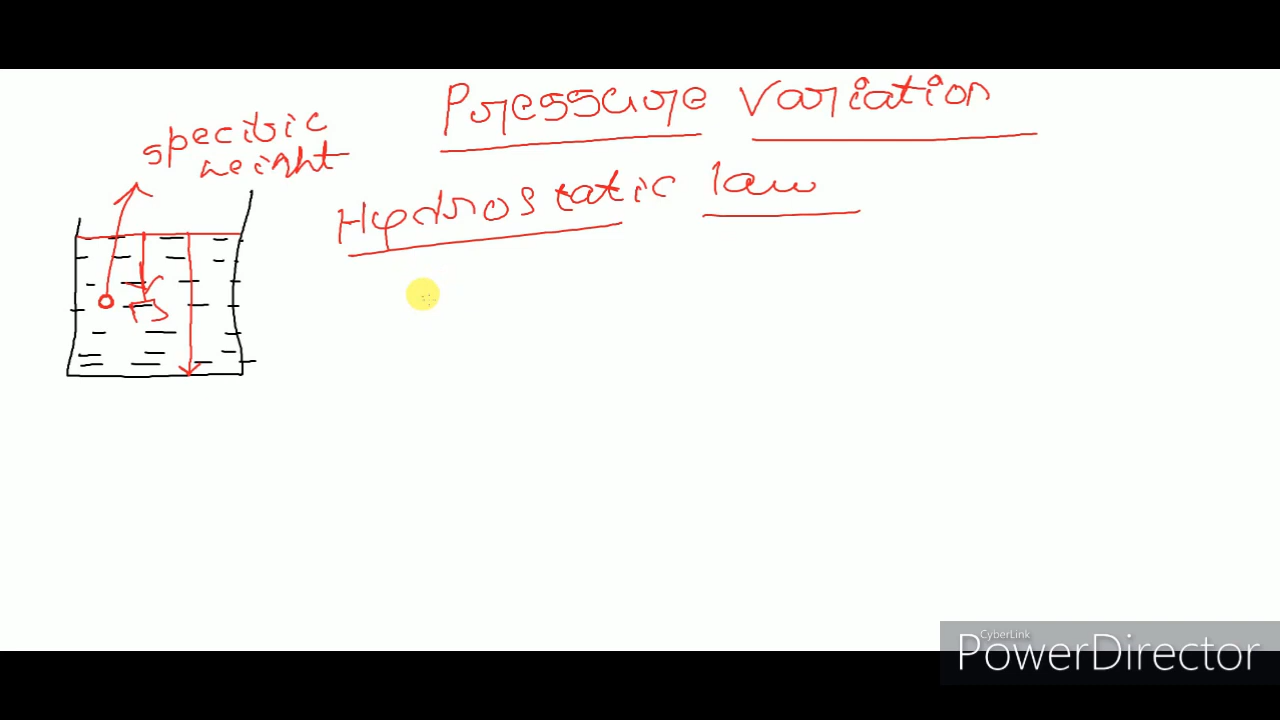 Pressure variation
specific
weight
Hydrostatic law
CyberLink
PowerDirector